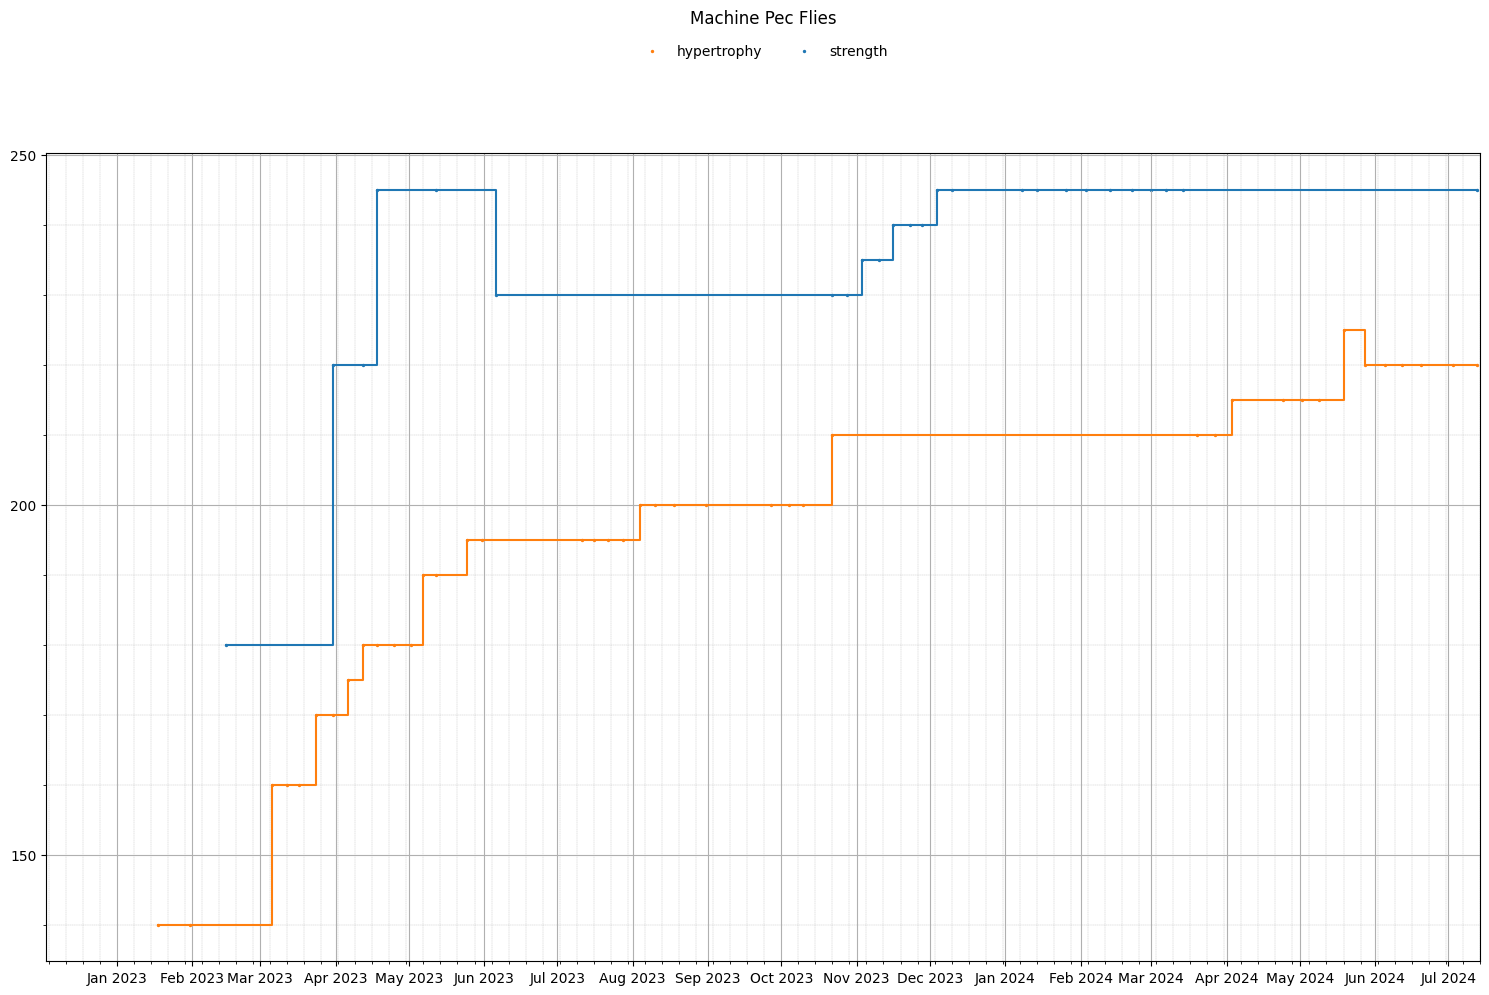 Machine Pec Flies
hypertrophy strength
250
200
150
Jan 2023 Feb 2023 Mar 2023 Apr 2023 May 2023 Jun 2023 Jul 2023 Aug 2023 Sep 2023 Oct 2023 Nov 2023 Dec 2023 Jan 2024 Feb 2024 Mar 2024 Apr 2024 May 2024 Jun 2024 Jul 2024